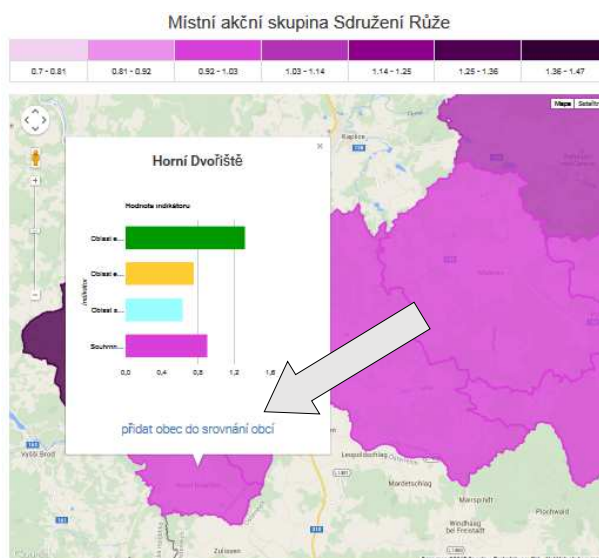 Místní akční skupina Sdružení Růže
0.7 - 0.81 0.81 - 0.92 0.92 - 1.03 1.03 - 1.14 1.14 - 1.25 1.25 - 1.36 1.36 - 1.47
Mapa
Kaplice
Horní Dvořiště
Hodnota indikátoru
Oblast e...
Oblast e...
Indikátor
Oblast s...
Souhrnn...
0,0 0,4 0,8 1,2 1,6
přidat obec do srovnání obcí
Vyšší Brod
Leopoldschlag
Mardetschlag
Windhaag
bei Freistadt
Plochwald
Zulissen